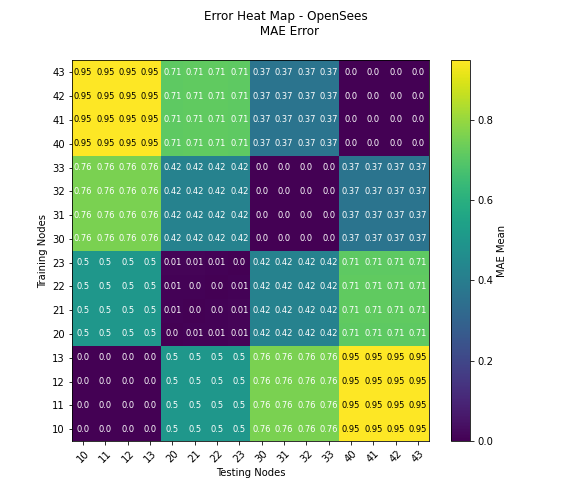 Error Heat Map - OpenSees
MAE Error
43 0.95 0.95 0.95 0.95 0.71 0.71 0.71 0.71 0.37 0.37 0.37 0.37 0.0 0.0 0.0 0.0
42 0.95 0.95 0.95 0.95 0.71 0.71 0.71 0.71 0.37 0.37 0.37 0.37 0.0 0.0 0.0 0.0
41 0.95 0.95 0.95 0.95 0.71 0.71 0.71 0.71 0.37 0.37 0.37 0.37 0.0 0.0 0.0 0.0
40 0.95 0.95 0.95 0.95 0.71 0.71 0.71 0.71 0.37 0.37 0.37 0.37 0.0 0.0 0.0 0.0
33 0.76 0.76 0.76 0.76 0.42 0.42 0.42 0.42 0.0 0.0 0.0 0.0 0.37 0.37 0.37 0.37
32 0.76 0.76 0.76 0.76 0.42 0.42 0.42 0.42 0.0 0.0 0.0 0.0 0.37 0.37 0.37 0.37
31 0.76 0.76 0.76 0.76 0.42 0.42 0.42 0.42 0.0 0.0 0.0 0.0 0.37 0.37 0.37 0.37
30 0.76 0.76 0.76 0.76 0.42 0.42 0.42 0.42 0.0 0.0 0.0 0.0 0.37 0.37 0.37 0.37
23 0.5 0.5 0.5 0.5 0.01 0.01 0.01 0.0 0.42 0.42 0.42 0.42 0.71 0.71 0.71 0.71
22 0.5 0.5 0.5 0.5 0.01 0.0 0.0 0.01 0.42 0.42 0.42 0.42 0.71 0.71 0.71 0.71
21 0.5 0.5 0.5 0.5 0.01 0.0 0.0 0.01 0.42 0.42 0.42 0.42 0.71 0.71 0.71 0.71
20 0.5 0.5 0.5 0.5 0.0 0.01 0.01 0.01 0.42 0.42 0.42 0.42 0.71 0.71 0.71 0.71
13 0.0 0.0 0.0 0.0 0.5 0.5 0.5 0.5 0.76 0.76 0.76 0.76 0.95 0.95 0.95 0.95
12 0.0 0.0 0.0 0.0 0.5 0.5 0.5 0.5 0.76 0.76 0.76 0.76 0.95 0.95 0.95 0.95
11 0.0 0.0 0.0 0.0 0.5 0.5 0.5 0.5 0.76 0.76 0.76 0.76 0.95 0.95 0.95 0.95
10 0.0 0.0 0.0 0.0 0.5 0.5 0.5 0.5 0.76 0.76 0.76 0.76 0.95 0.95 0.95 0.95
10 11 12 13 20 21 22 23 30 31 32 33 40 41 42 43
Testing Nodes
Training Nodes
0.8
0.6
0.4
0.2
0.0
MAE Mean